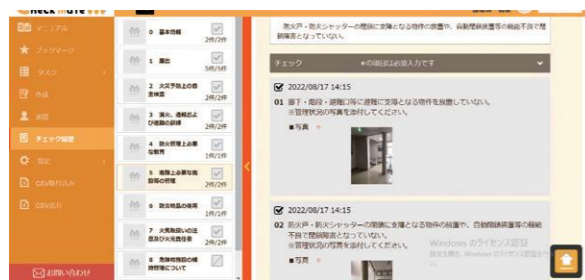 Check Mate
マニュアル
ブックマーク
タスク
作成
承認
チェック履歴
設定
CSV取り込み
CSV出力
お問い合わせ
0 基本情報
2件/2件
1 届出
5件/5件
2 火災予防上の自主検査
2件/2件
3 消火、通報および避難の訓練
2件/2件
4 防火管理上必要な教育
1件/1件
5 避難上必要な施設等の管理
2件/2件
6 防炎物品の使用
1件/1件
7 火気取扱いの注意及び火気責任者
2件/2件
8 危険物施設の維持管理について
防火戸・防火シャッターの閉鎖に支障となる物件の放置や、自動閉鎖装置等の機能不良で閉鎖障害となっていない。
チェック ※の項目は必須入力です
2022/08/17 14:15
01 廊下・階段・避難口等に避難に支障となる物件を放置していない。
※管理状況の写真を添付してください。
■写真 *
2022/08/17 14:15
02 防火戸・防火シャッターの閉鎖に支障となる物件の放置や、自動閉鎖装置等の機能
不良で閉鎖障害となっていない。
※管理状況の写真を添付してください。
■写真 *
Windows のライセンス認証